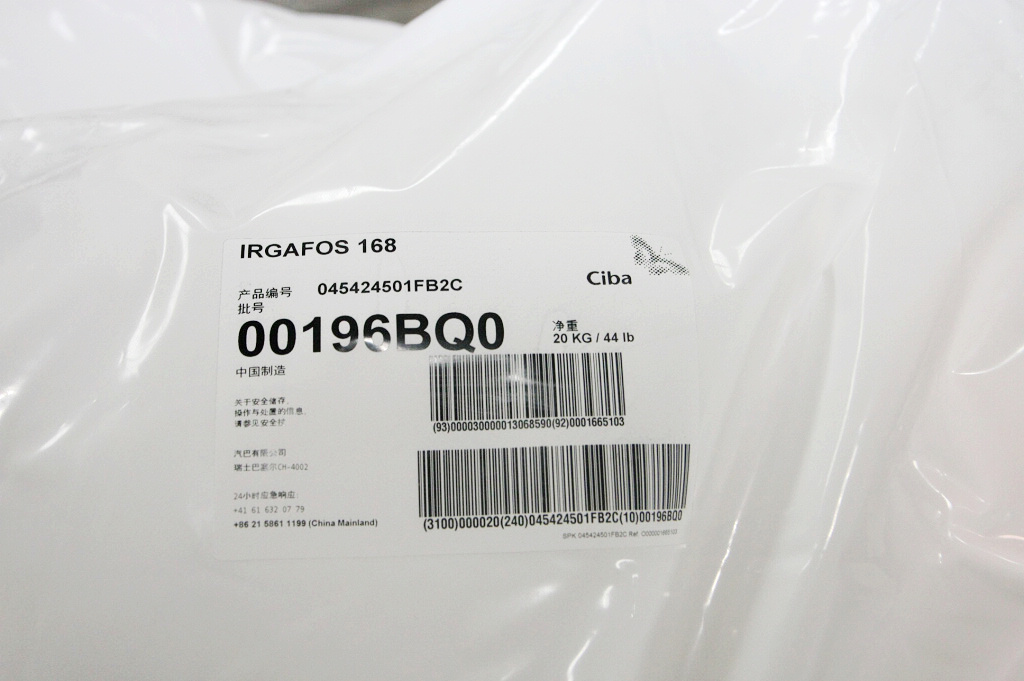 IRGAFOS 168
Ciba
产品编号 045424501FB2C
批号
00196BQ0
净重
20 KG / 44 lb
中国制造
(93)0000300000013068590(92)0001665103
关于安全储存,
操作与处置的信息,
请参见安全
汽巴有限公司
瑞士巴塞尔CH-4002
(3100)000020(240)045424501FB2C(10)00196BQ0
24小时应急响应:
+41 61 632 07 79
+86 21 5861 1199 (China Mainland)
SPK 045424501FB2C Ref.